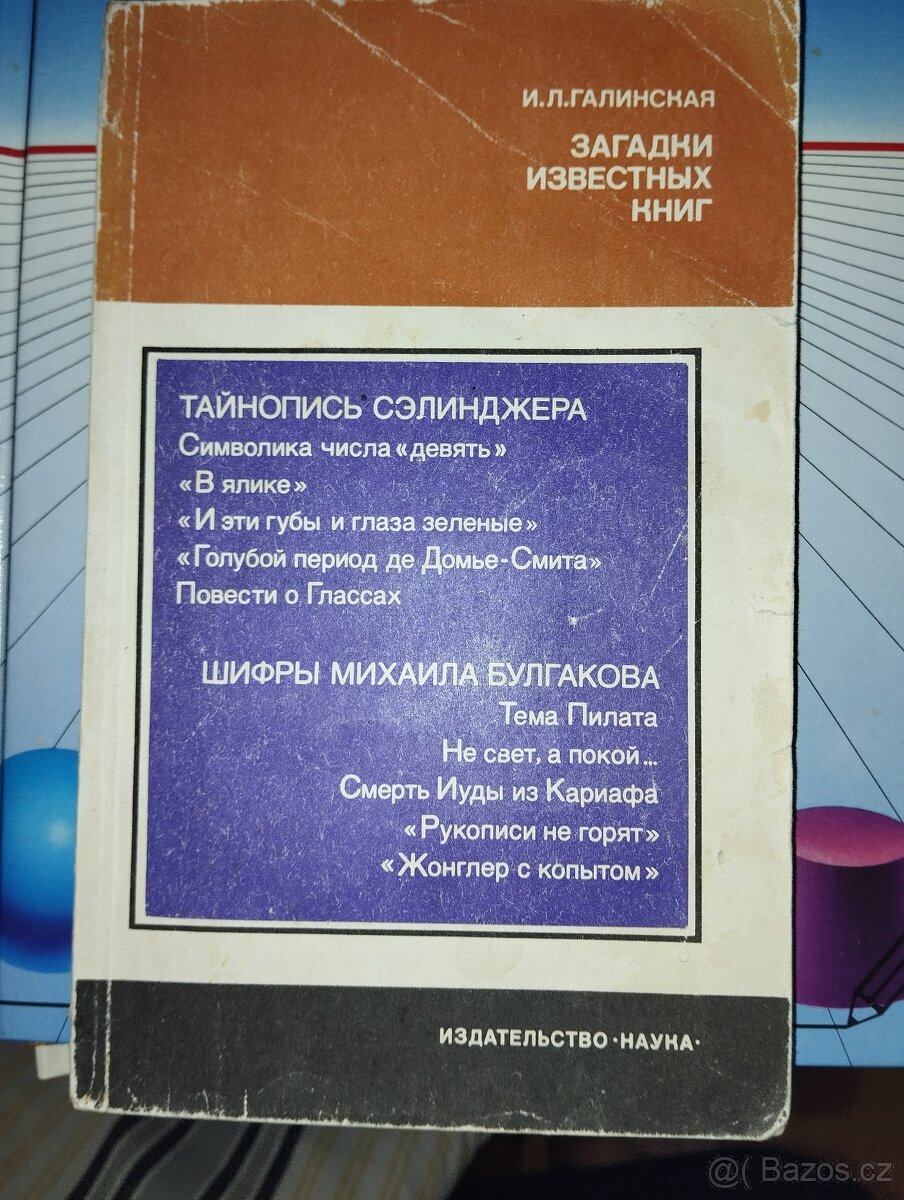 И.Л.ГАЛИНСКАЯ
ЗАГАДКИ
ИЗВЕСТНЫХ
КНИГ
ТАЙНОПИСЬ СЭЛИНДЖЕРА
Символика числа «девять»
«В ялике»
«И эти губы и глаза зеленые»
«Голубой период де Домье-Смита»
Повести о Глассах
ШИФРЫ МИХАИЛА БУЛГАКОВА
Тема Пилата
Не свет, а покой...
Смерть Иуды из Кариафа
«Рукописи не горят»
«Жонглер с копытом»
ИЗДАТЕЛЬСТВО ·НАУКА·
@( Bazos.cz